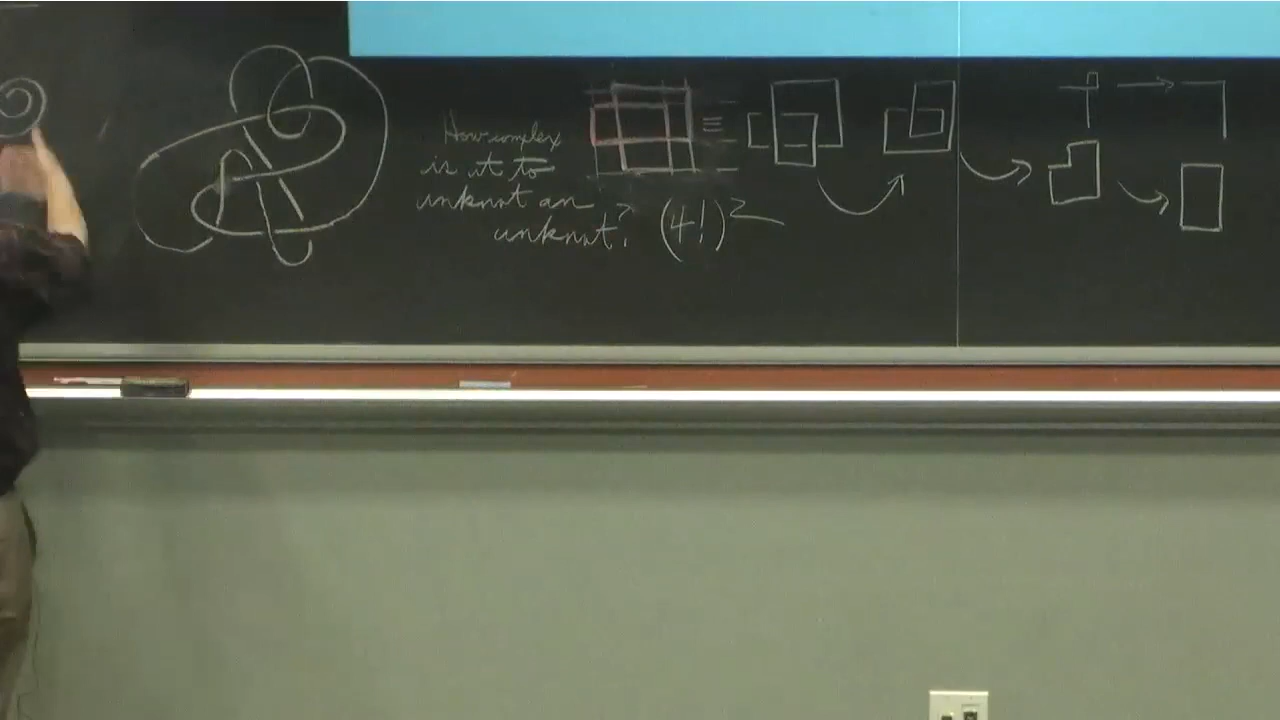 How complex
is it to
unknot an
unknot?
(4!)²
≡